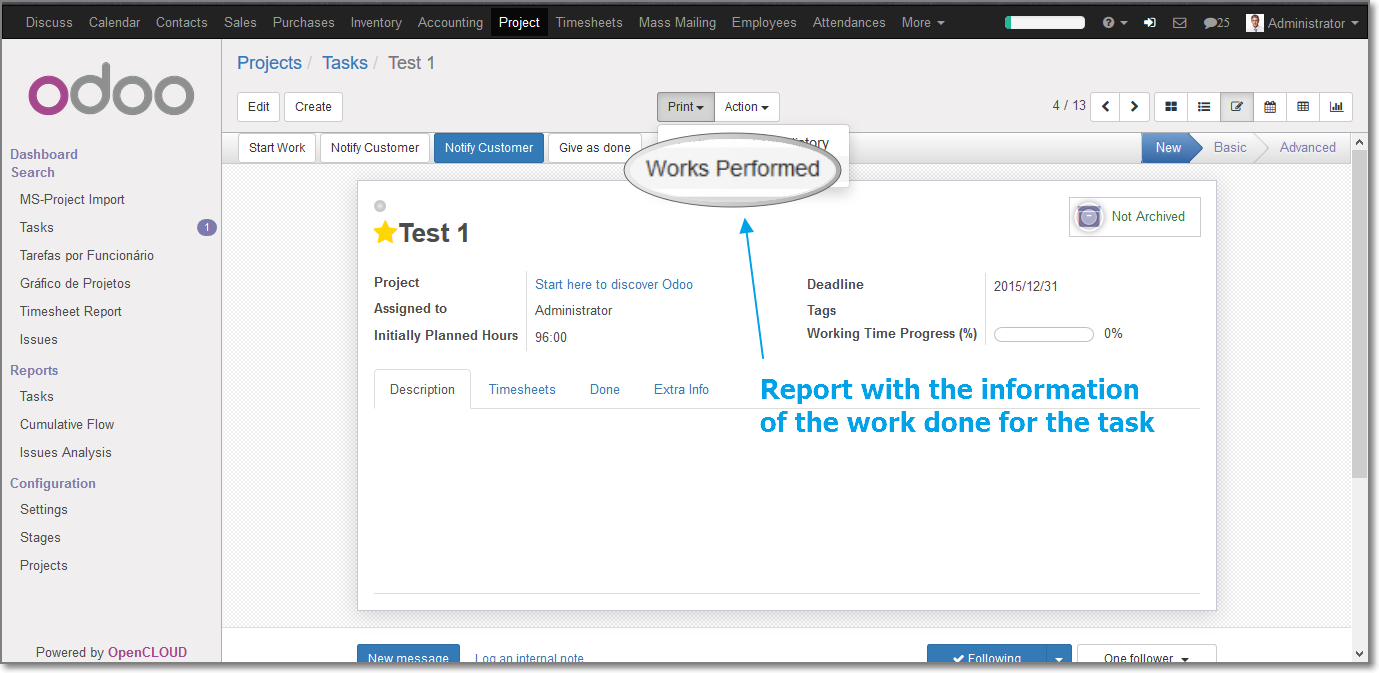 Discuss Calendar Contacts Sales Purchases Inventory Accounting Project Timesheets Mass Mailing Employees Attendances More 25 Administrator
odoo
Dashboard
Search
MS-Project Import
Tasks 1
Tarefas por Funcionário
Gráfico de Projetos
Timesheet Report
Issues
Reports
Tasks
Cumulative Flow
Issues Analysis
Configuration
Settings
Stages
Projects
Powered by OpenCLOUD
Projects / Tasks / Test 1
Edit Create Print Action 4 / 13
Start Work Notify Customer Notify Customer Give as done New Basic Advanced
Works Performed
Test 1
Not Archived
Project Start here to discover Odoo
Assigned to Administrator
Initially Planned Hours 96:00
Deadline 2015/12/31
Tags
Working Time Progress (%) 0%
Description Timesheets Done Extra Info
Report with the information
of the work done for the task
New message Log an internal note Following One follower